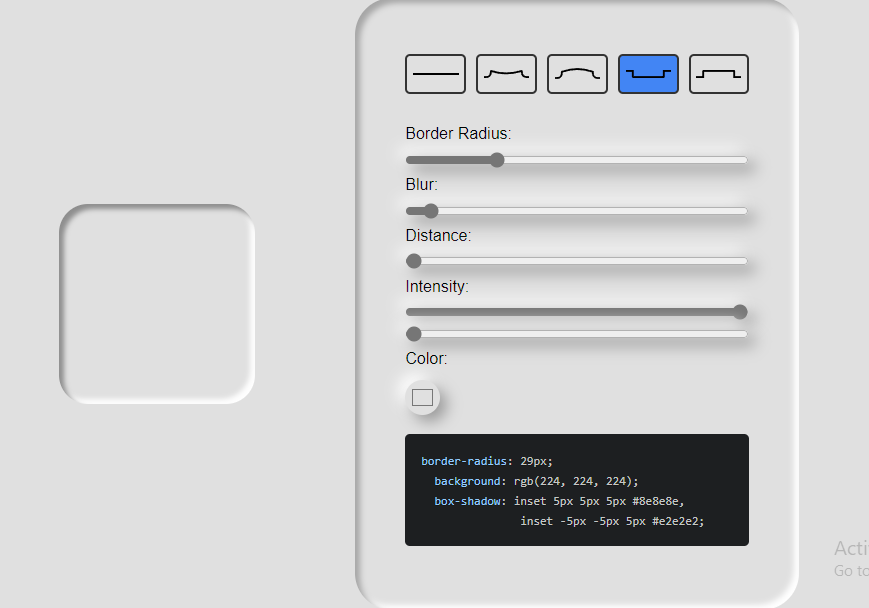 Border Radius:
Blur:
Distance:
Intensity:
Color:
border-radius: 29px;
background: rgb(224, 224, 224);
box-shadow: inset 5px 5px 5px #8e8e8e,
inset -5px -5px 5px #e2e2e2;
Acti
Go to